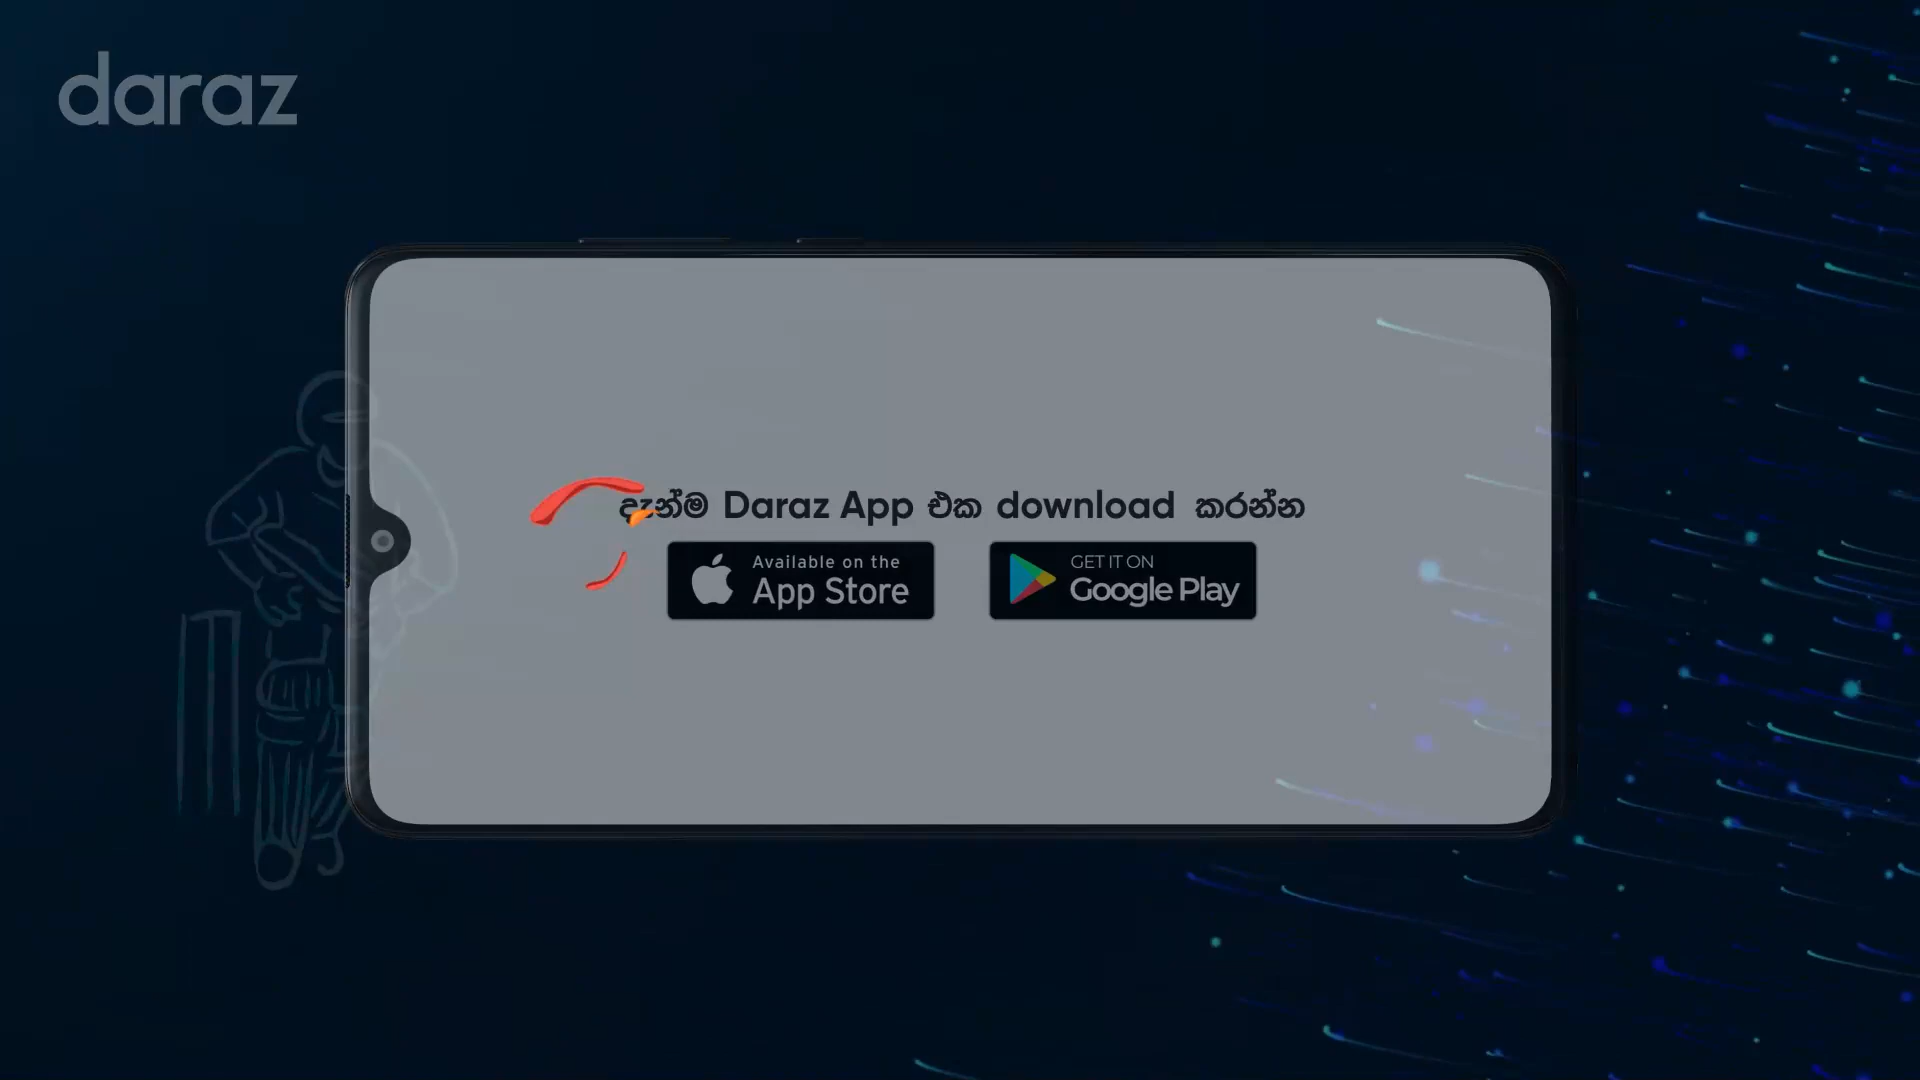 daraz
දැන්ම Daraz App එක download කරන්න
Available on the
App Store
GET IT ON
Google Play